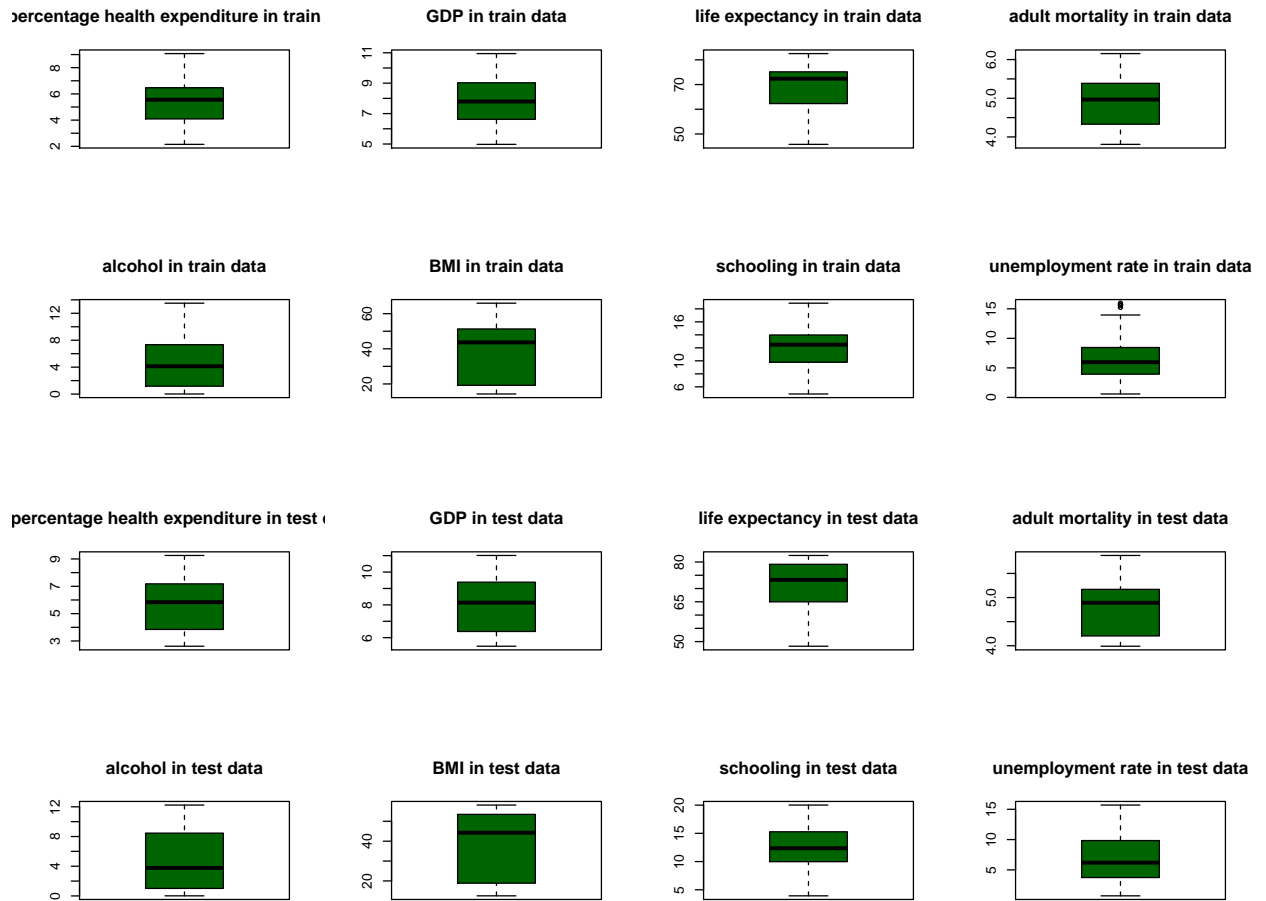 percentage health expenditure in train
GDP in train data
life expectancy in train data
adult mortality in train data
2 4 6 8
5 7 9 11
50 70
4.0 5.0 6.0
alcohol in train data
BMI in train data
schooling in train data
unemployment rate in train data
0 4 8 12
20 40 60
6 10 16
0 5 10 15
percentage health expenditure in test
GDP in test data
life expectancy in test data
adult mortality in test data
3 5 7 9
6 8 10
50 65 80
4.0 5.0
alcohol in test data
BMI in test data
schooling in test data
unemployment rate in test data
0 4 8 12
20 40
5 10 15 20
5 10 15